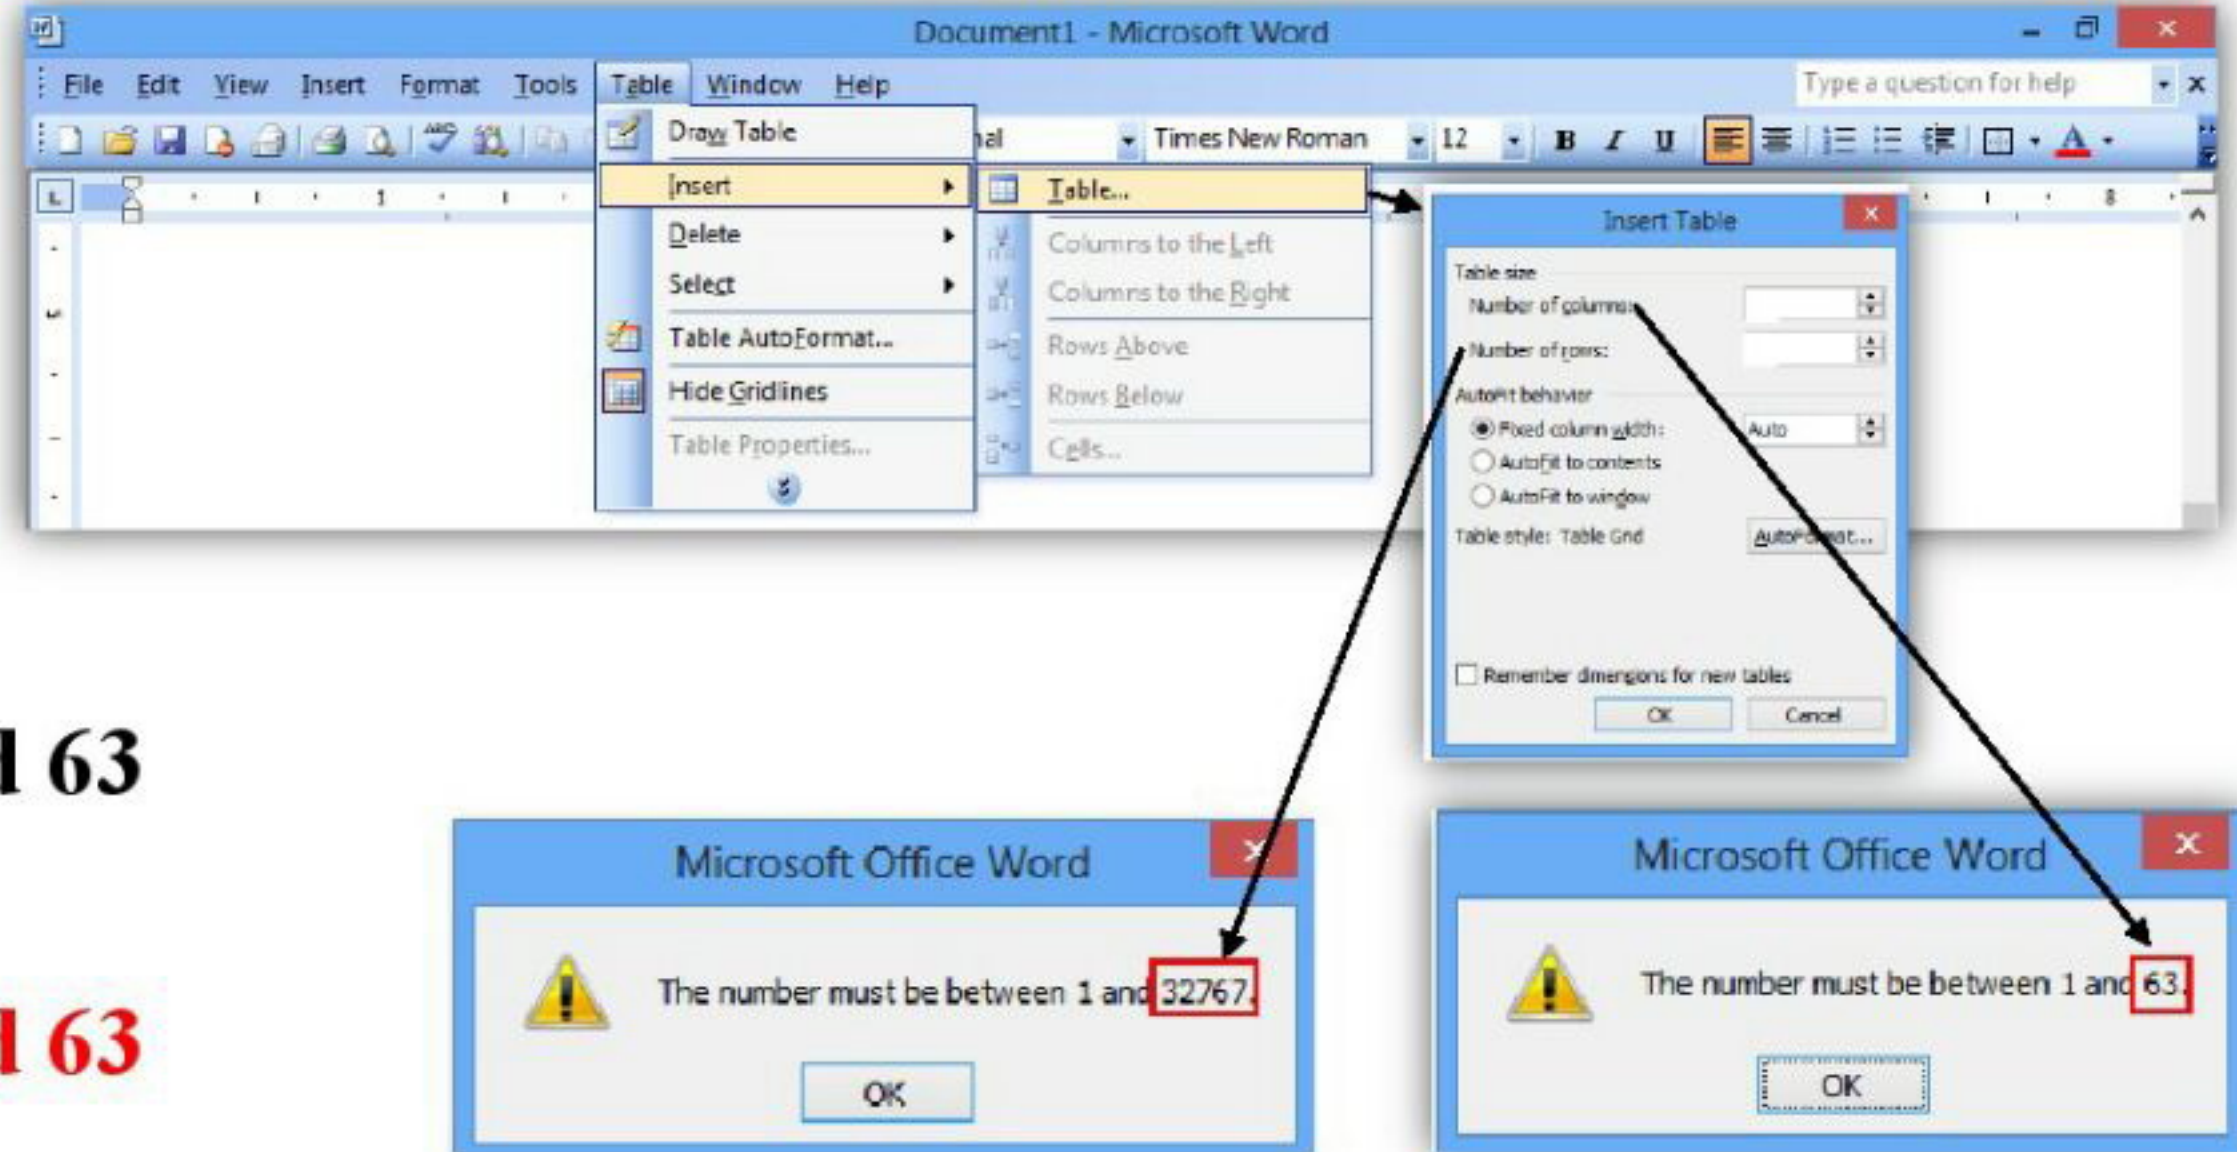 Document1 - Microsoft Word
File Edit View Insert Format Tools Table Window Help
Type a question for help
Times New Roman 12 B I U A
Draw Table
Insert
Delete
Select
Table AutoFormat...
Hide Gridlines
Table Properties...
Table...
Columns to the Left
Columns to the Right
Rows Above
Rows Below
Cells...
1
8
Insert Table
Table size
Number of columns:
Number of rows:
AutoFit behavior
Fixed column width: Auto
AutoFit to contents
AutoFit to window
Table style: Table Grid AutoFormat...
Remember dimensions for new tables
OK Cancel
63
63
Microsoft Office Word
The number must be between 1 and 32767.
OK
Microsoft Office Word
The number must be between 1 and 63.
OK